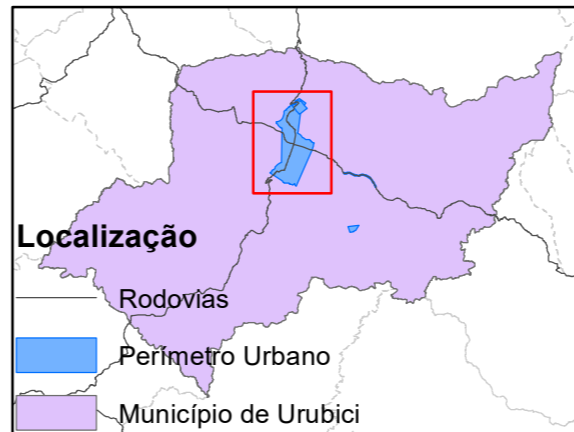 Localização
Rodovias
Perímetro Urbano
Município de Urubici